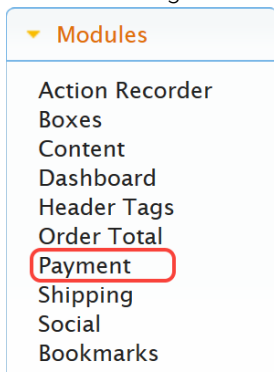 Modules
Action Recorder
Boxes
Content
Dashboard
Header Tags
Order Total
Payment
Shipping
Social
Bookmarks